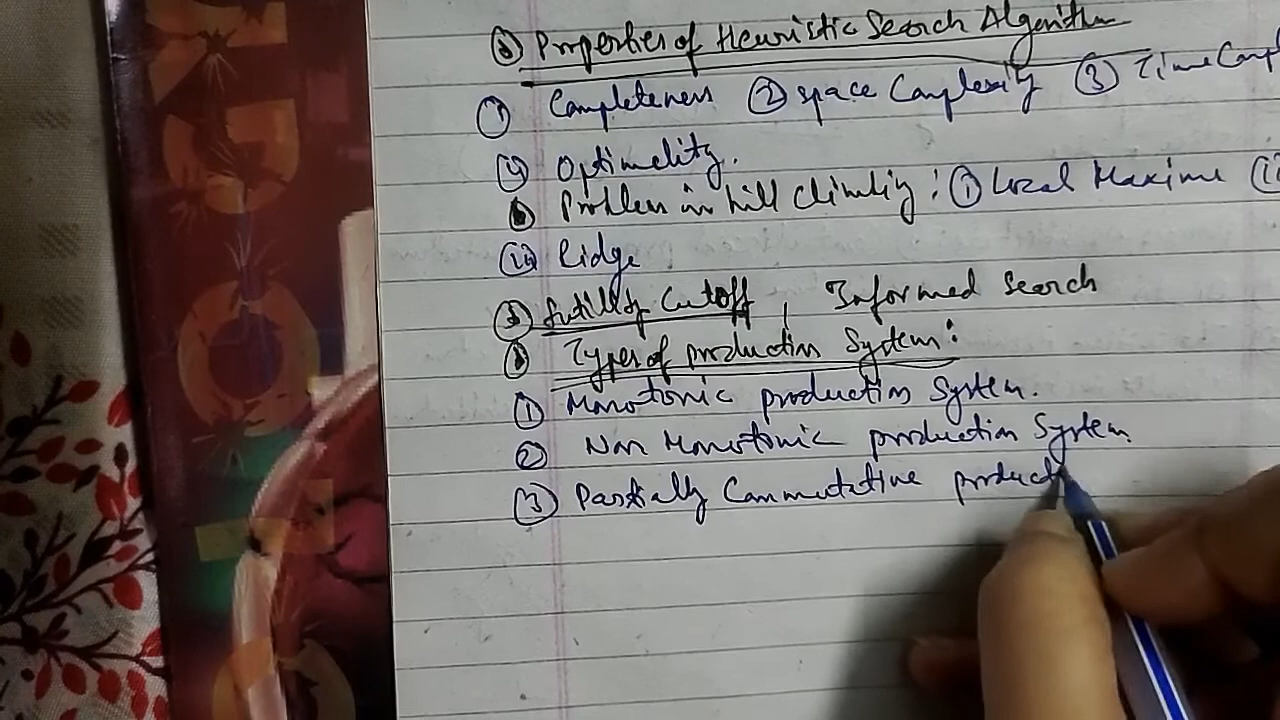 Properties of Heuristic Search Algorithm
① Completeness ② space Complexity ③ Time Comp
④ Optimality.
Problem in hill climbing : ① Local Maxima (ii
(iii) Ridge
Futility Cutoff, Informed Search
Types of production System:
① Monotonic production System.
② Non Monotonic production System
③ Partially Commutative product